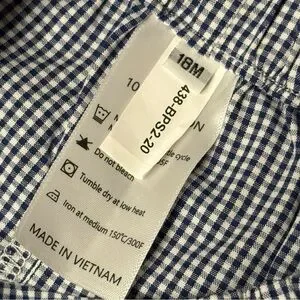 18M
438-BPS2-20
10
N
cycle
Do not bleach
Tumble dry at low heat
Iron at medium 150°C/300F
MADE IN VIETNAM